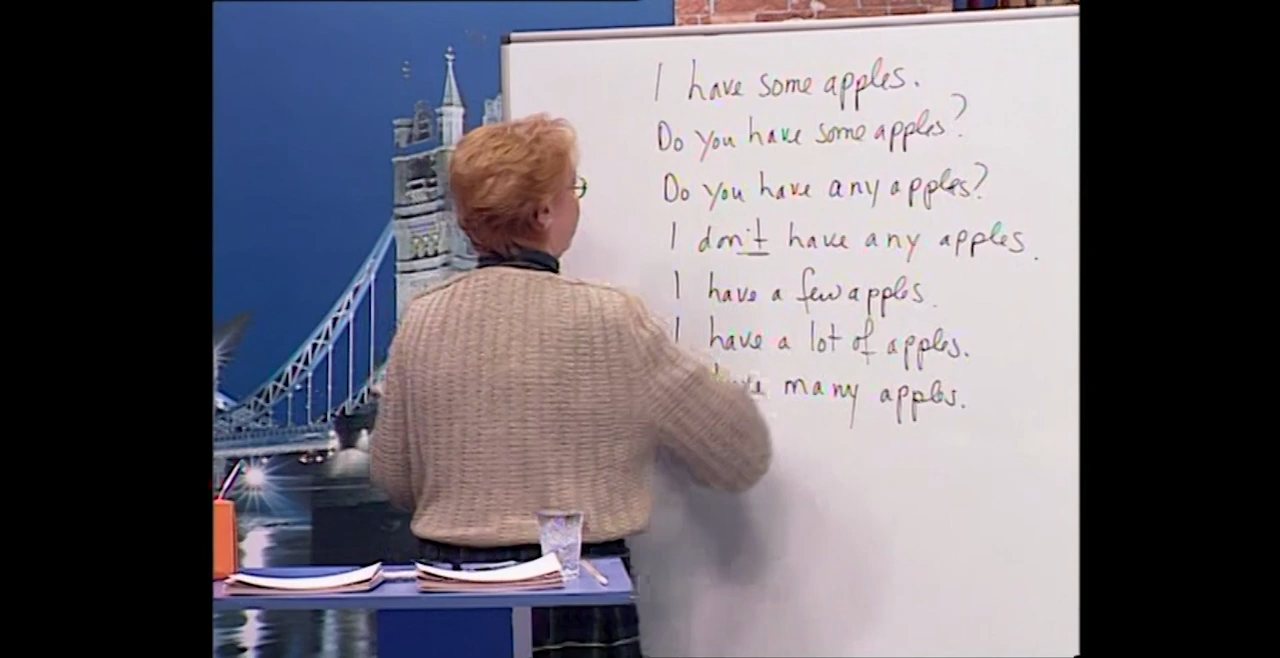 I have some apples.
Do you have some apples?
Do you have any apples?
I don't have any apples.
I have a few apples.
I have a lot of apples.
have many apples.